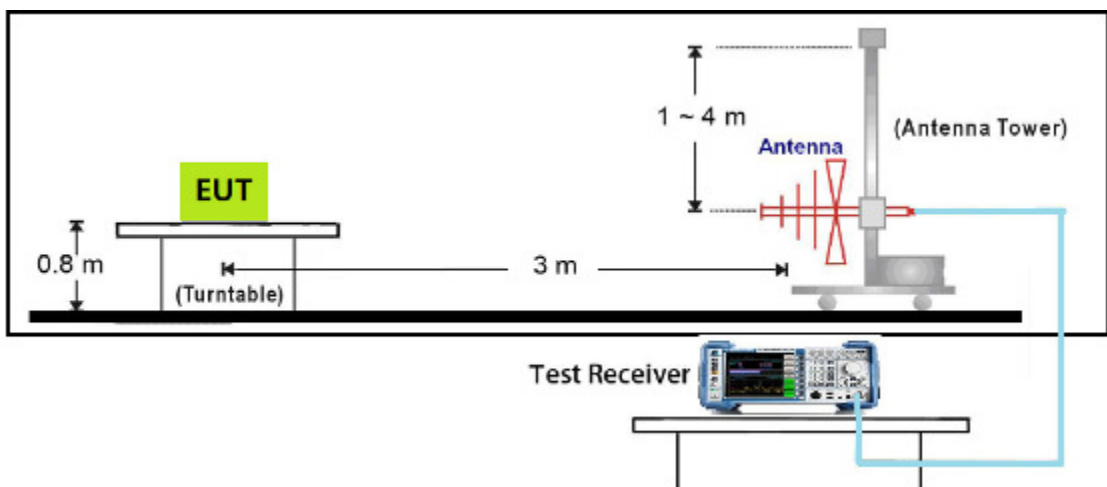 1 ~ 4 m
(Antenna Tower)
Antenna
EUT
0.8 m
3 m
(Turntable)
Test Receiver